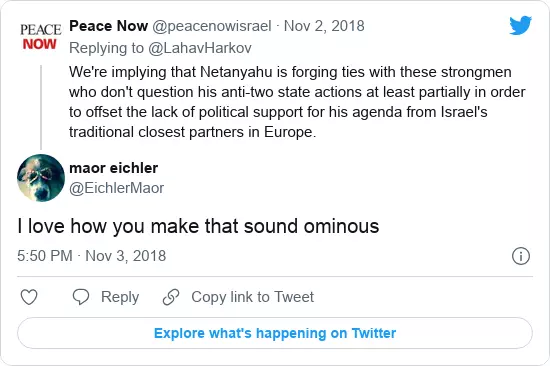 PEACE NOW
Peace Now @peacenowisrael · Nov 2, 2018
Replying to @LahavHarkov
We're implying that Netanyahu is forging ties with these strongmen
who don't question his anti-two state actions at least partially in order
to offset the lack of political support for his agenda from Israel's
traditional closest partners in Europe.
maor eichler
@EichlerMaor
I love how you make that sound ominous
5:50 PM · Nov 3, 2018
Reply
Copy link to Tweet
Explore what's happening on Twitter